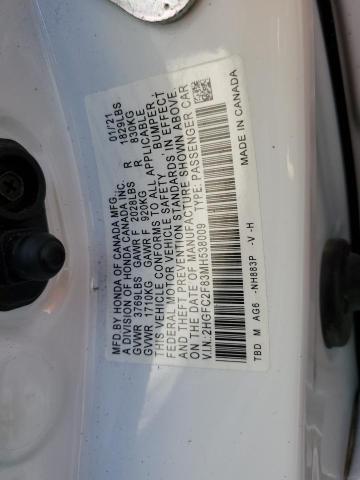 MFD BY HONDA OF CANADA MFG., 01/21
A DIVISION OF HONDA CANADA INC.
GVWR 3769LBS GAWR F 2028LBS R 1829LBS
GVWR 1710KG GAWR F 920KG R 830KG
THIS VEHICLE CONFORMS TO ALL APPLICABLE
FEDERAL MOTOR VEHICLE SAFETY BUMPER,
AND THEFT PREVENTION STANDARDS IN EFFECT
ON THE DATE OF MANUFACTURE SHOWN ABOVE.
V.I.N.:2HGFC2F83MH538009 TYPE: PASSENGER CAR
TBD M AG6 -NH883P -V -H MADE IN CANADA